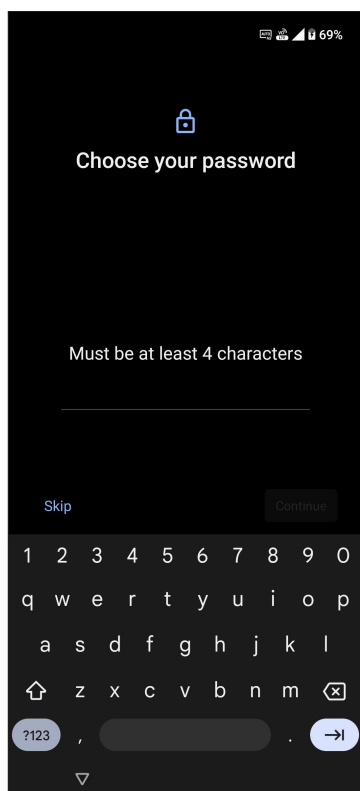 69%
Choose your password
Must be at least 4 characters
Skip
Continue
1 2 3 4 5 6 7 8 9 0
q w e r t y u i o p
a s d f g h j k l
z x c v b n m
?123 , .